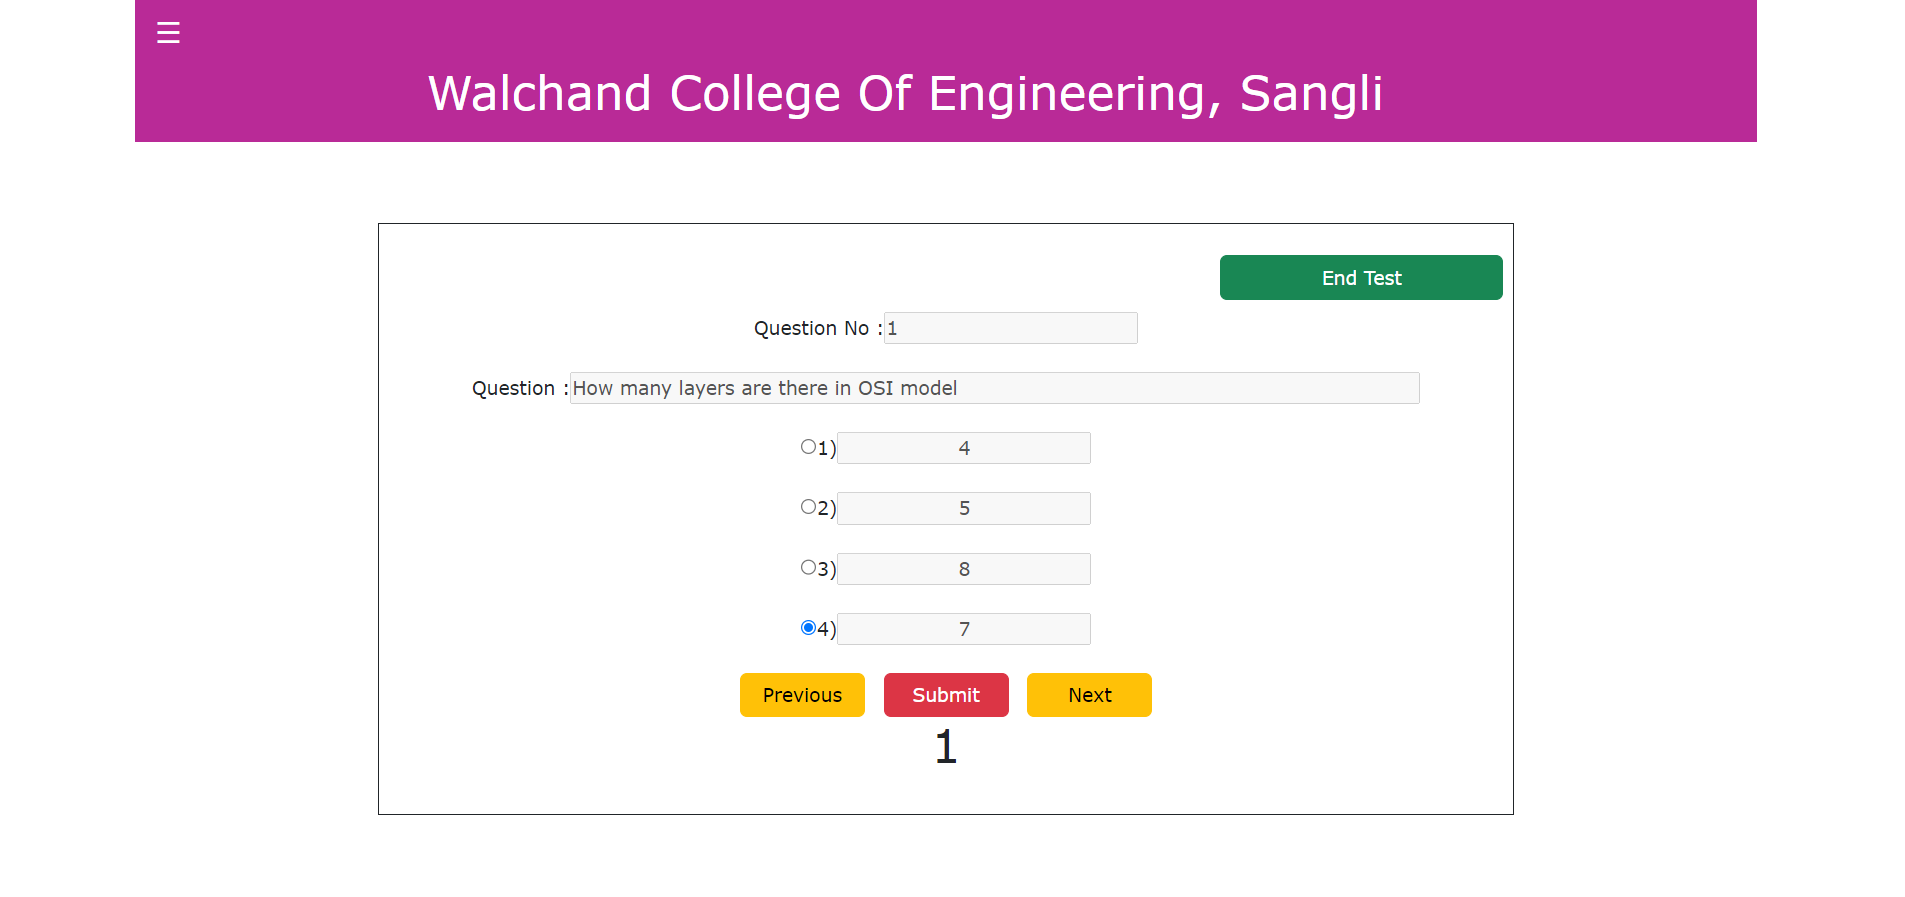 ☰
Walchand College Of Engineering, Sangli
End Test
Question No :1
Question :How many layers are there in OSI model
1) 4
2) 5
3) 8
4) 7
Previous Submit Next
1